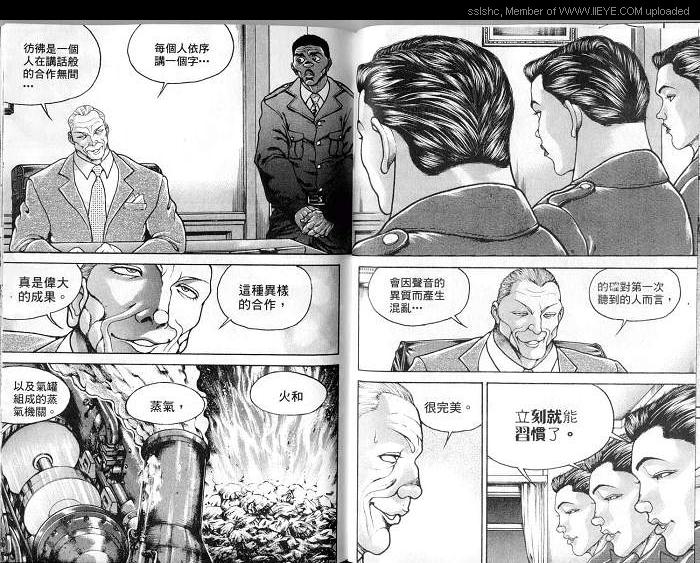 sslshc, Member of WWW.IIEYE.COM uploaded
每個人依序
講一個字…
彷彿是一個
人在講話般
的合作無間
…
的確對第一次
聽到的人而言,
會因聲音的
異質而產生
混亂…
這種異樣
的合作,
真是偉大
的成果。
立刻就能
習慣了。
很完美。
火和
蒸氣,
以及氣罐
組成的蒸
氣機關。